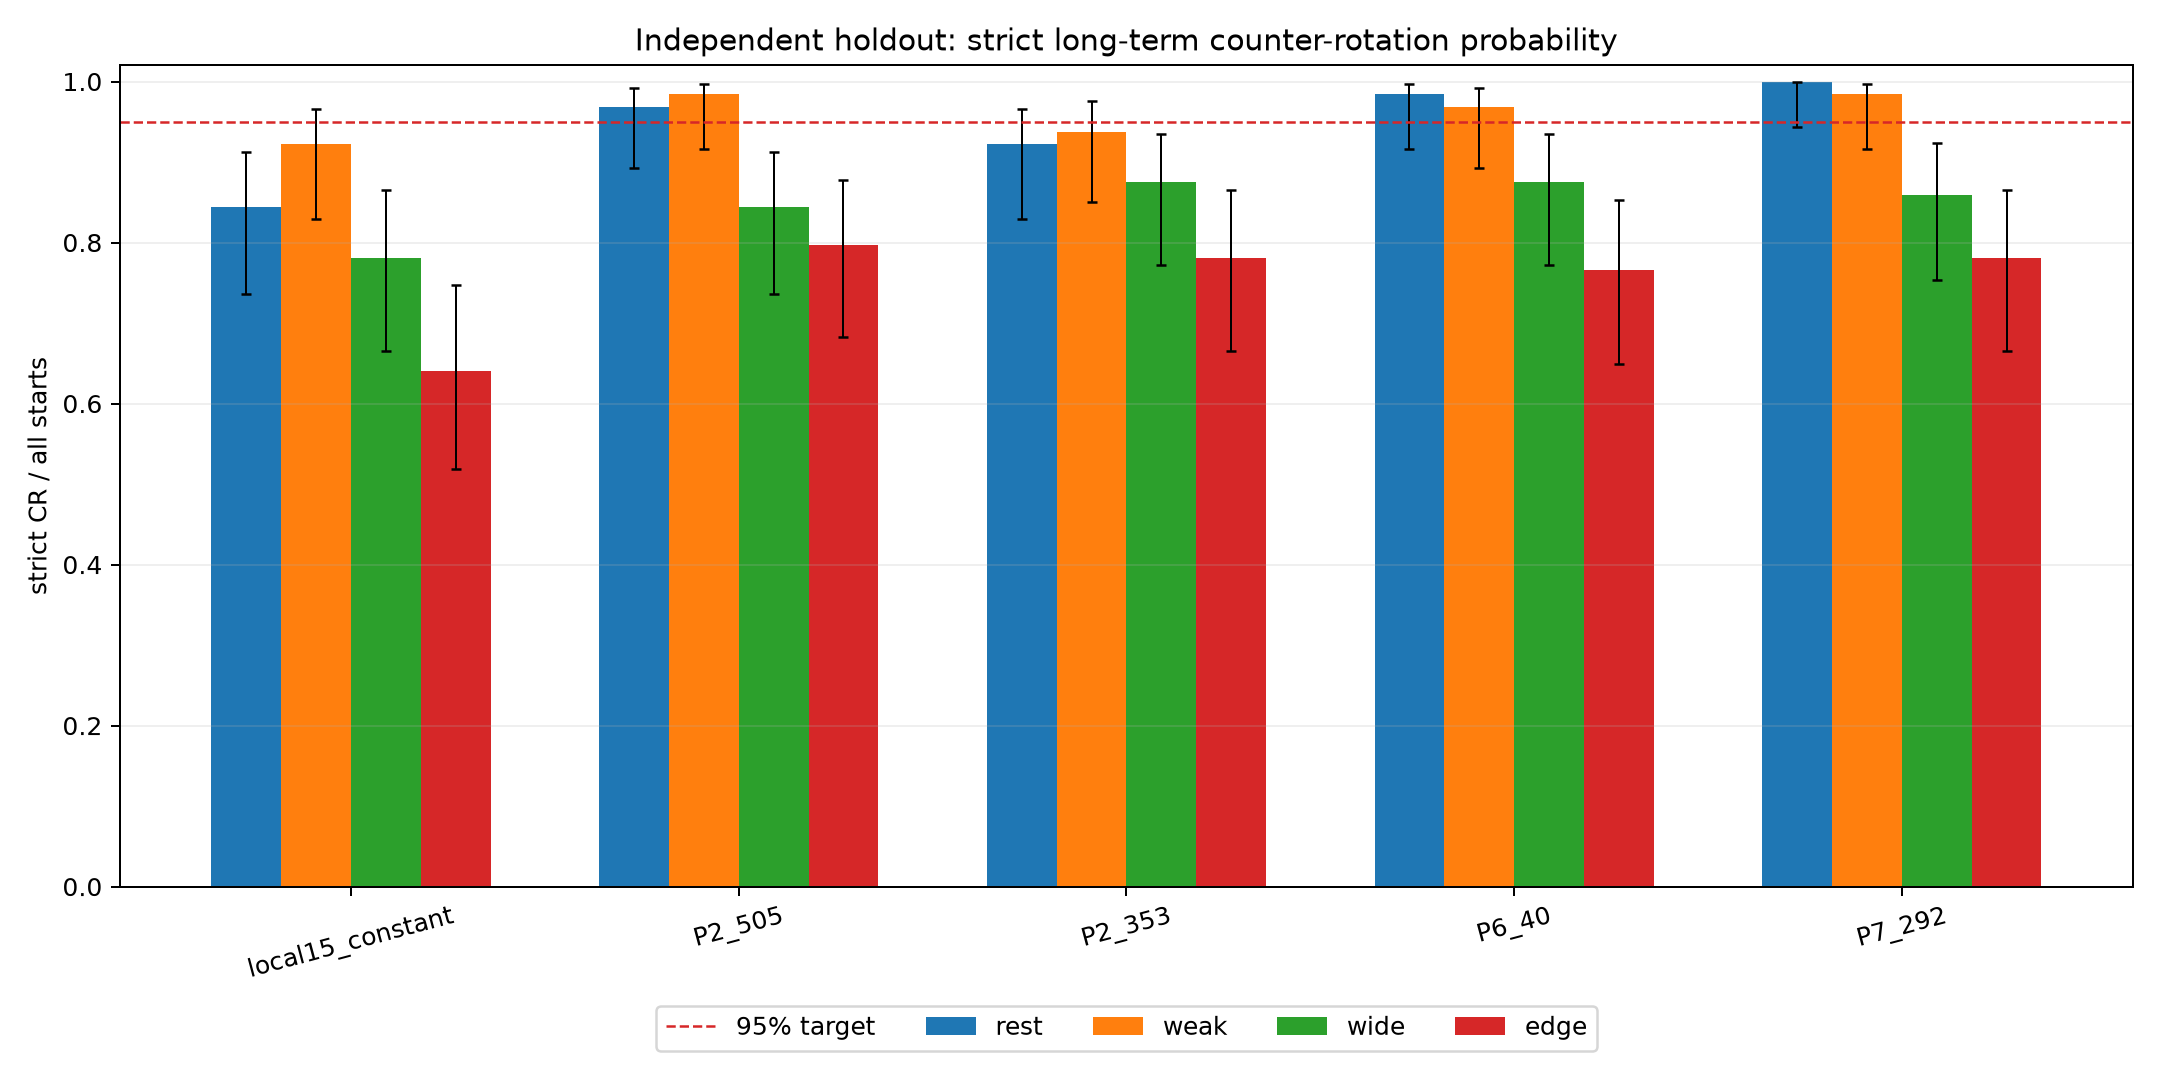 Independent holdout: strict long-term counter-rotation probability
strict CR / all starts
1.0
0.8
0.6
0.4
0.2
0.0
local15_constant
P2_505
P2_353
P6_40
P7_292
95% target
rest
weak
wide
edge